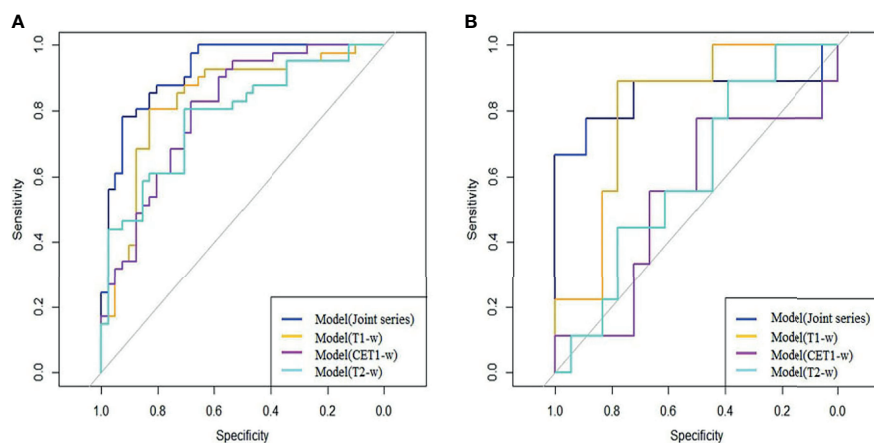 A
1.0
0.8
0.6
0.4
0.2
0.0
Sensitivity
1.0 0.8 0.6 0.4 0.2 0.0
Specificity
Model(Joint series)
Model(T1-w)
Model(CET1-w)
Model(T2-w)
B
1.0
0.8
0.6
0.4
0.2
0.0
Sensitivity
1.0 0.8 0.6 0.4 0.2 0.0
Specificity
Model(Joint series)
Model(T1-w)
Model(CET1-w)
Model(T2-w)